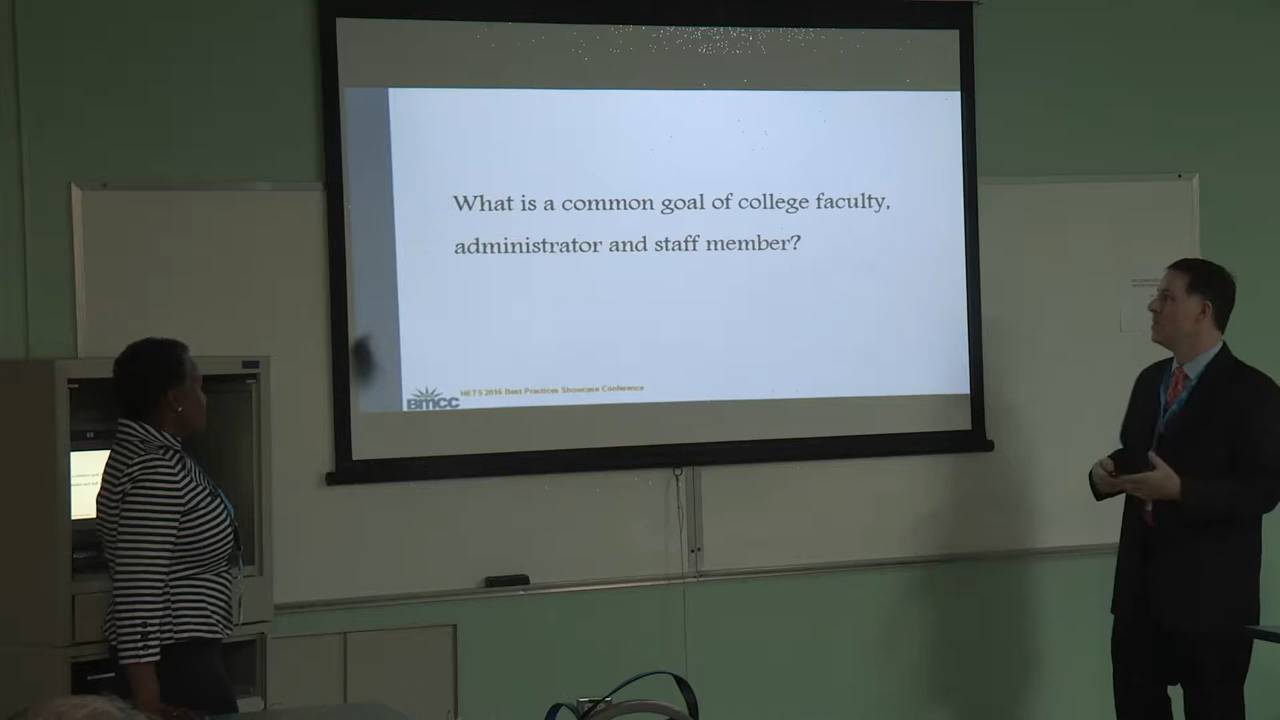 What is a common goal of college faculty,
administrator and staff member?
BMCC
HETS 2016 Best Practices Showcase Conference